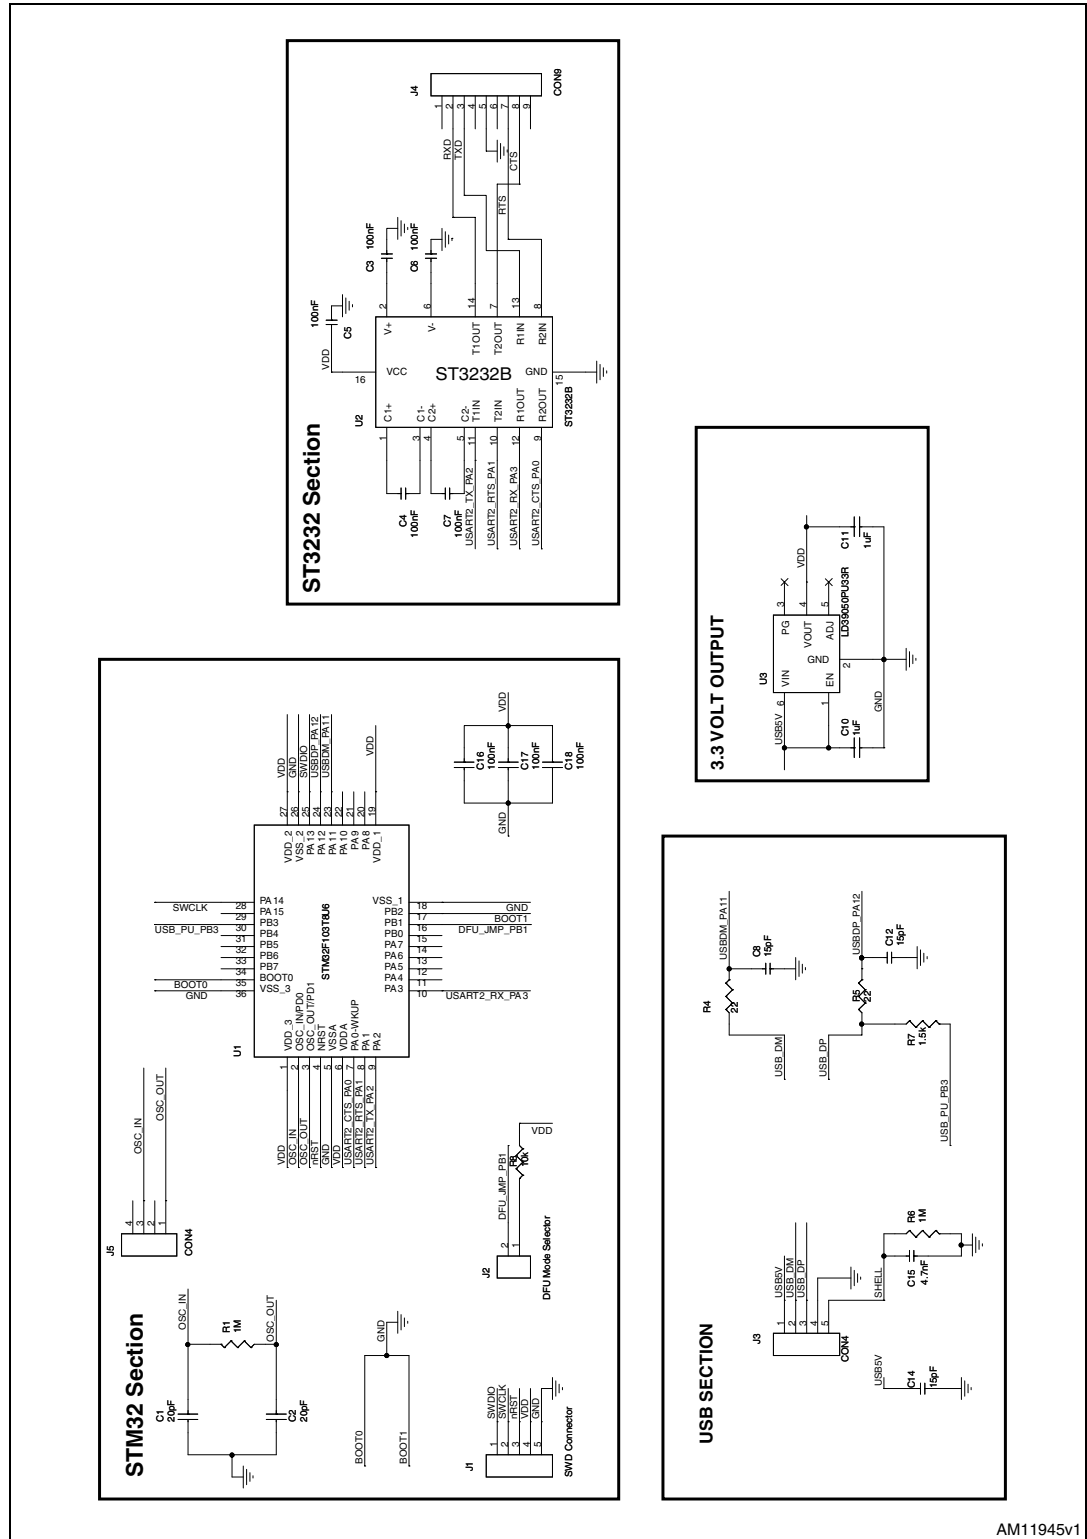 ST3232 Section
J4
CON9
1
2
3
4
5
6
7
8
9
RXD
TXD
RTS
CTS
C3
100nF
C6
100nF
100nF
C5
VDD
16
VCC
2
V+
6
V-
14
T1OUT
7
T2OUT
13
R1IN
8
R2IN
ST3232B
GND
15
ST3232B
U2
C1+
1
C1-
3
C2+
4
C2-
5
T1IN
11
T2IN
10
R1OUT
12
R2OUT
9
C4
100nF
C7
100nF
USART2_TX_PA2
USART2_RTS_PA1
USART2_RX_PA3
USART2_CTS_PA0
STM32 Section
U1
STM32F103T8U6
VDD
GND
SWDIO
USBDP_PA12
USBDM_PA11
VDD
27
26
25
24
23
22
21
20
19
VDD_2
VSS_2
PA13
PA12
PA11
PA10
PA9
PA8
VDD_1
SWCLK
USB_PU_PB3
BOOT0
GND
28
29
30
31
32
33
34
35
36
PA14
PA15
PB3
PB4
PB5
PB6
PB7
BOOT0
VSS_3
VSS_1
PB2
PB1
PB0
PA7
PA6
PA5
PA4
PA3
18
17
16
15
14
13
12
11
10
GND
BOOT1
DFU_JMP_PB1
USART2_RX_PA3
VDD_3
OSC_IN/PD0
OSC_OUT/PD1
NRST
VSSA
VDDA
PA0-WKUP
PA1
PA2
1
2
3
4
5
6
7
8
9
VDD
OSC_IN
OSC_OUT
nRST
GND
VDD
USART2_CTS_PA0
USART2_RTS_PA1
USART2_TX_PA2
C16
100nF
C17
100nF
C18
100nF
VDD
GND
J5
CON4
4
3
2
1
OSC_IN
OSC_OUT
J2
2
1
DFU_JMP_PB1
R8
10k
VDD
DFU Mode Selector
C1
20pF
C2
20pF
R1
1M
OSC_IN
OSC_OUT
BOOT0
BOOT1
GND
J1
1
2
3
4
5
SWDIO
SWCLK
nRST
VDD
GND
SWD Connector
3.3 VOLT OUTPUT
U3
LD39050PU33R
USB5V
6
VIN
1
EN
3
PG
4
VOUT
5
ADJ
GND
2
VDD
C10
1uF
C11
1uF
GND
USB SECTION
J3
CON4
1
2
3
4
5
USB5V
USB_DM
USB_DP
SHELL
C15
4.7nF
R6
1M
USB5V
C14
15pF
USB_DM
R4
22
USBDM_PA11
C8
15pF
USB_DP
R5
22
USBDP_PA12
C12
15pF
R7
1.5k
USB_PU_PB3
AM11945v1